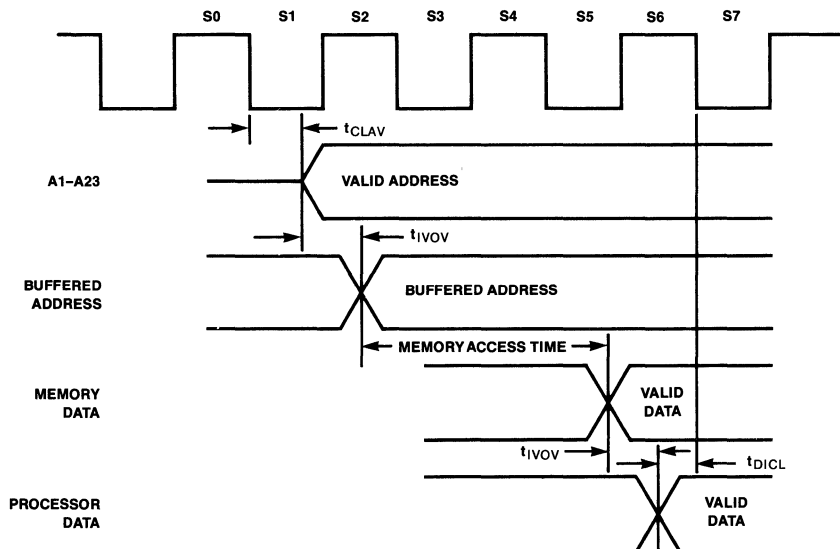 S0 S1 S2 S3 S4 S5 S6 S7
tCLAV
A1–A23 VALID ADDRESS
tIVOV
BUFFERED
ADDRESS
BUFFERED ADDRESS
MEMORY ACCESS TIME
MEMORY
DATA
VALID
DATA
tIVOV
tDICL
PROCESSOR
DATA
VALID
DATA